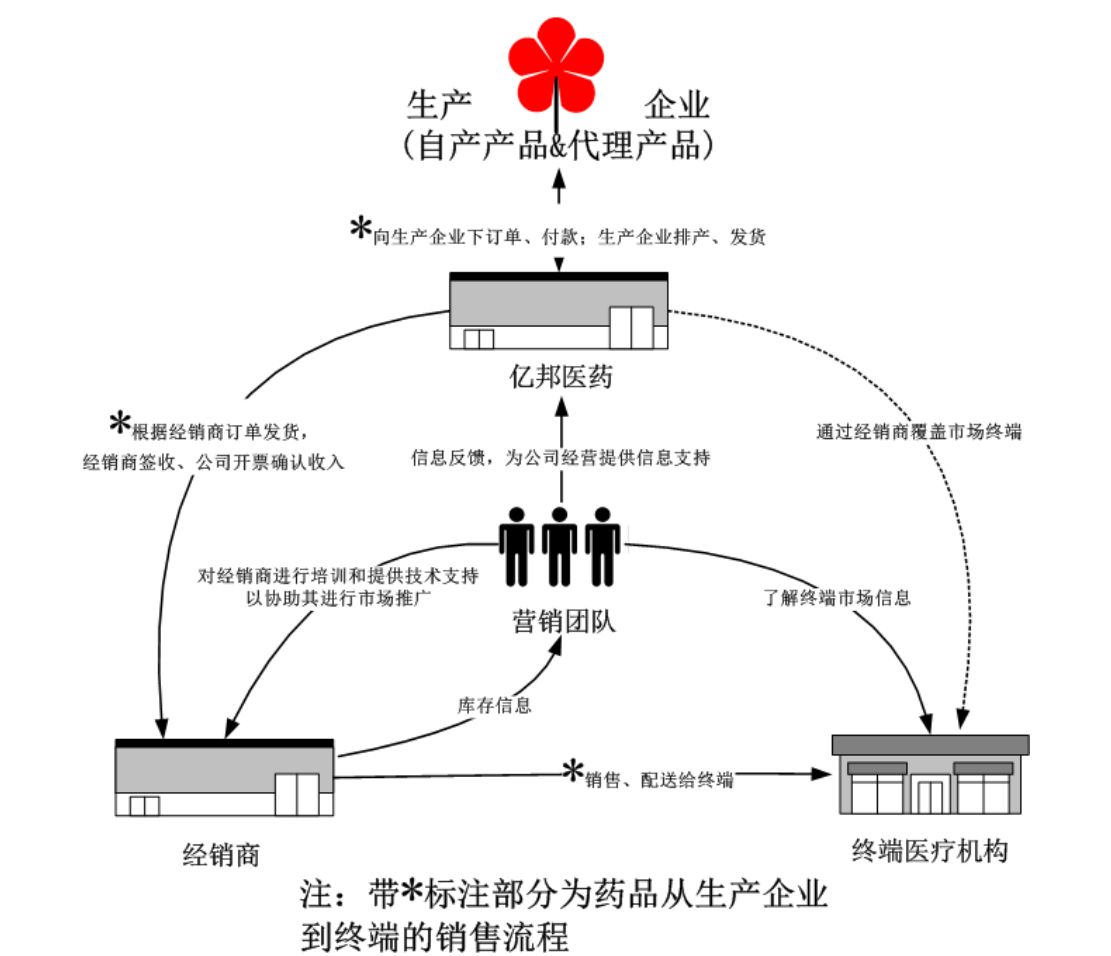 生产 企业
(自产产品&代理产品)
*向生产企业下订单、付款；生产企业排产、发货
亿邦医药
*根据经销商订单发货，
经销商签收、公司开票确认收入
通过经销商覆盖市场终端
信息反馈，为公司经营提供信息支持
对经销商进行培训和提供技术支持
以协助其进行市场推广
了解终端市场信息
营销团队
库存信息
*销售、配送给终端
经销商
终端医疗机构
注：带*标注部分为药品从生产企业
到终端的销售流程